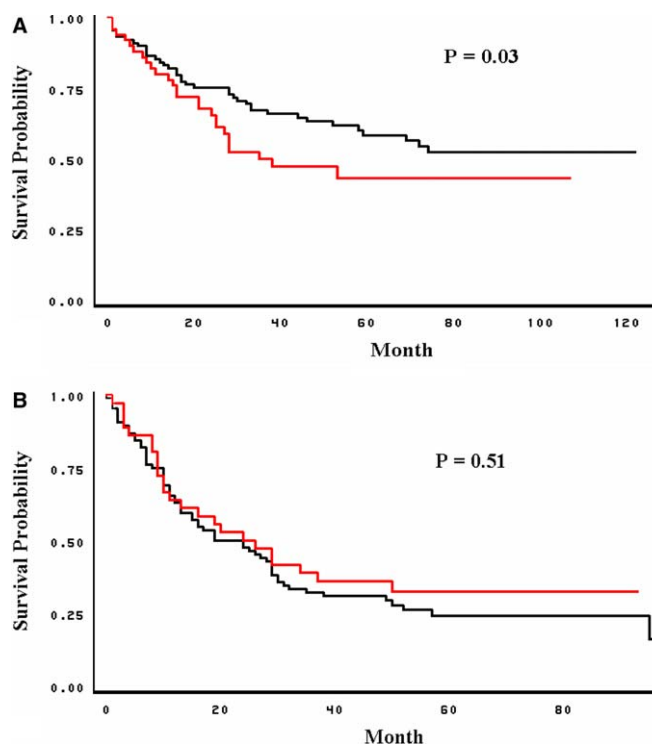 A
P = 0.03
Survival Probability
1.00
0.75
0.50
0.25
0.00
0 20 40 60 80 100 120
Month
B
P = 0.51
Survival Probability
1.00
0.75
0.50
0.25
0.00
0 20 40 60 80
Month